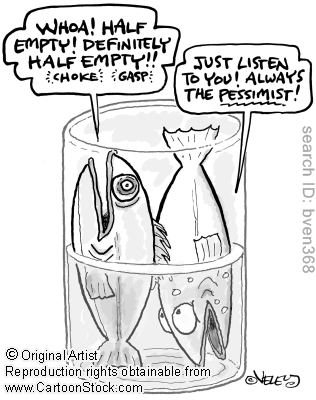 WHOA! HALF
EMPTY! DEFINITELY
HALF EMPTY!!
CHOKE GASP
JUST LISTEN
TO YOU! ALWAYS
THE PESSIMIST!
search ID: bven368
© Original Artist
Reproduction rights obtainable from
www.CartoonStock.com